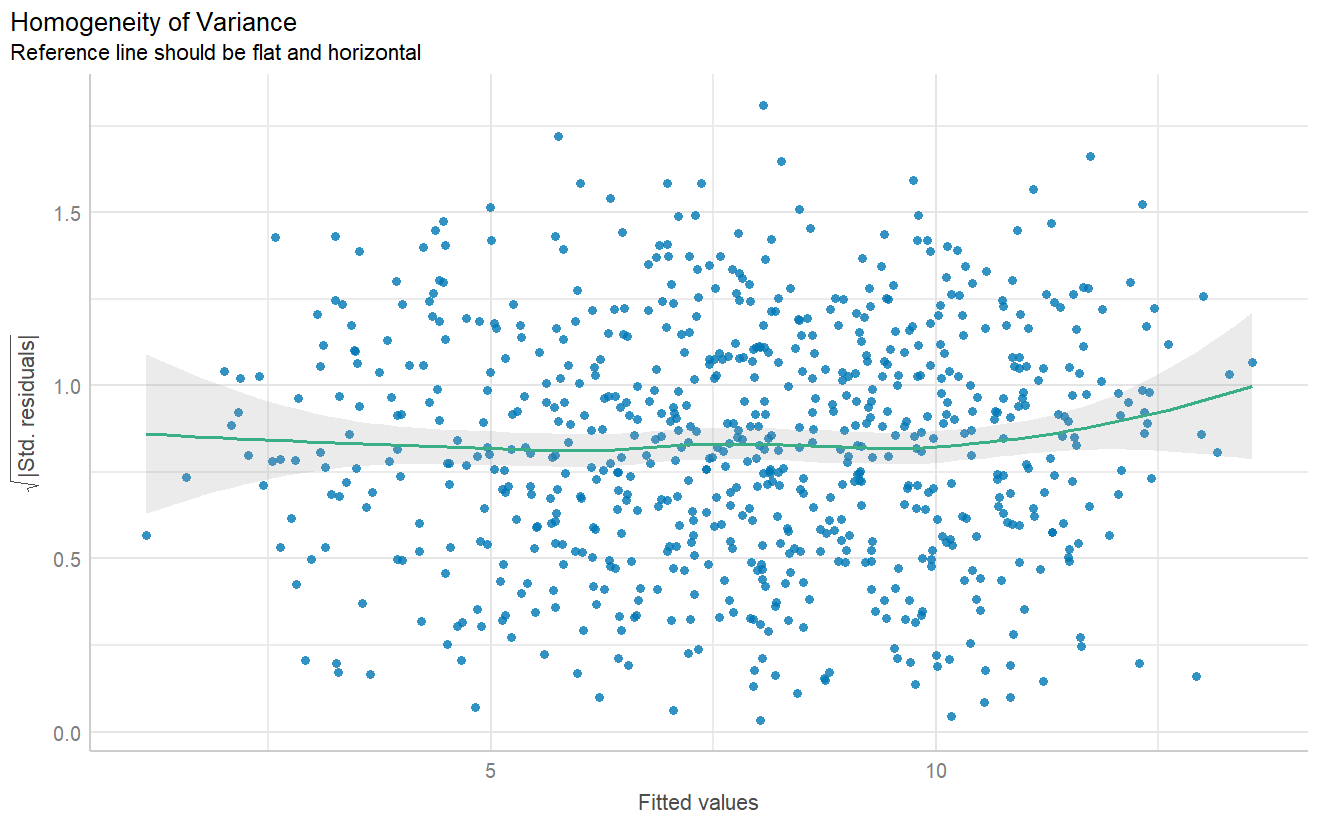 Homogeneity of Variance
Reference line should be flat and horizontal
√|Std. residuals|
1.5
1.0
0.5
0.0
5
10
Fitted values